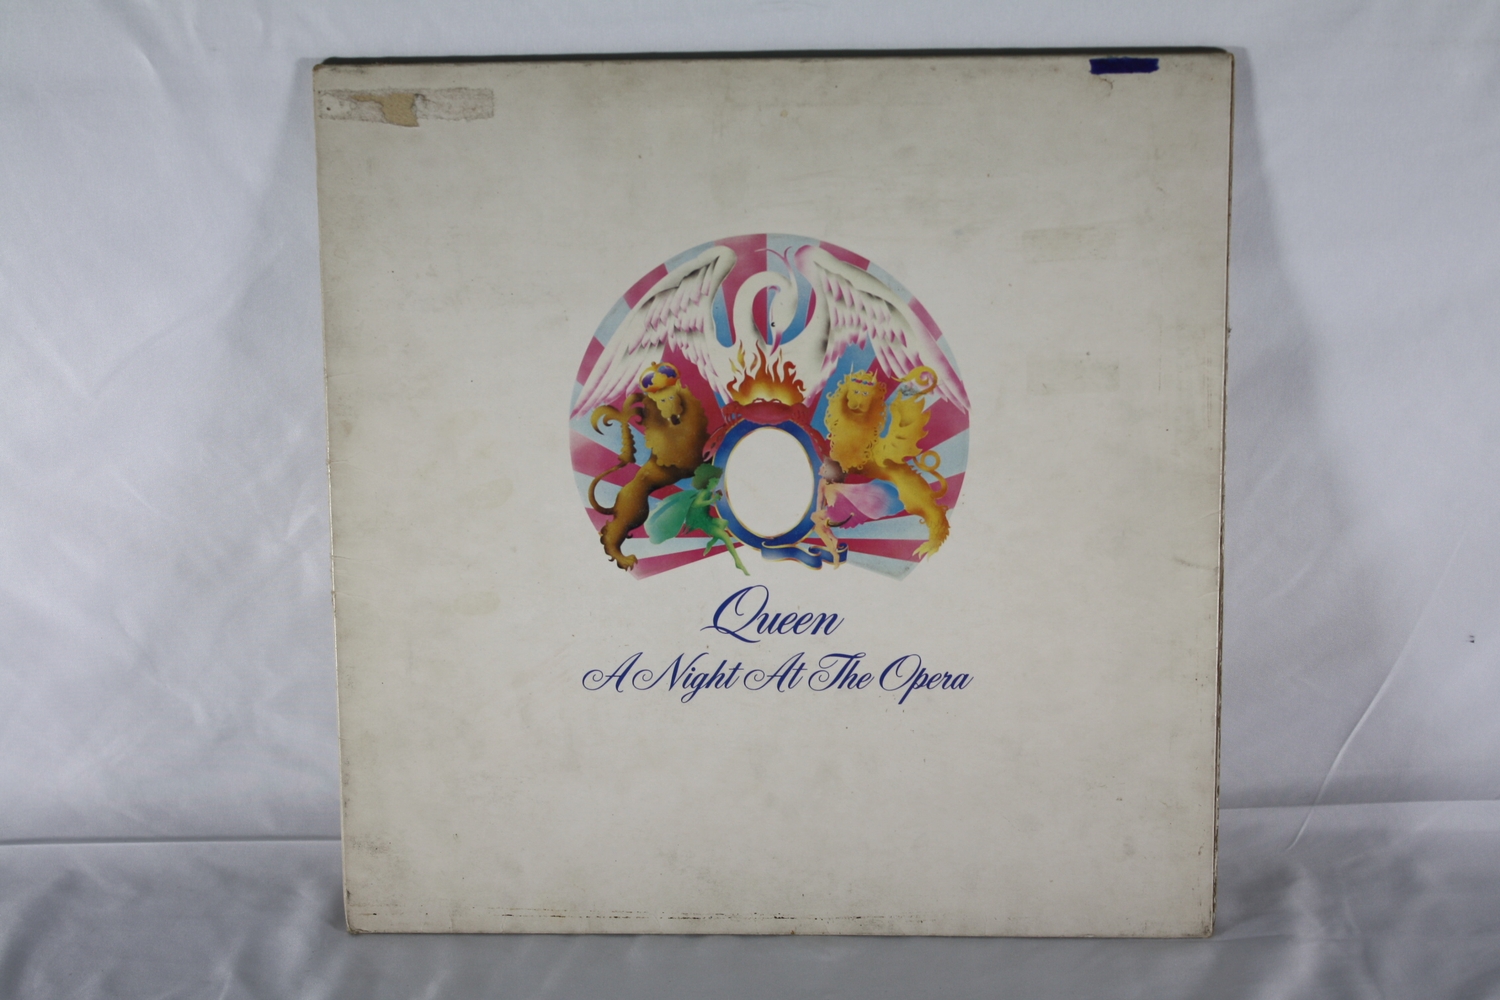 Queen
A Night At The Opera